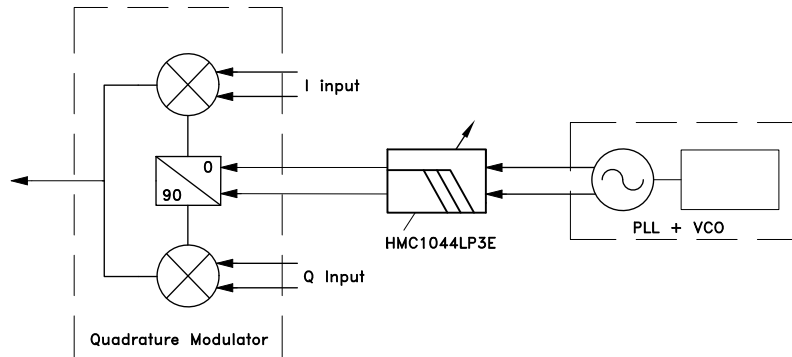 I input
0
90
HMC1044LP3E
PLL + VCO
Q Input
Quadrature Modulator